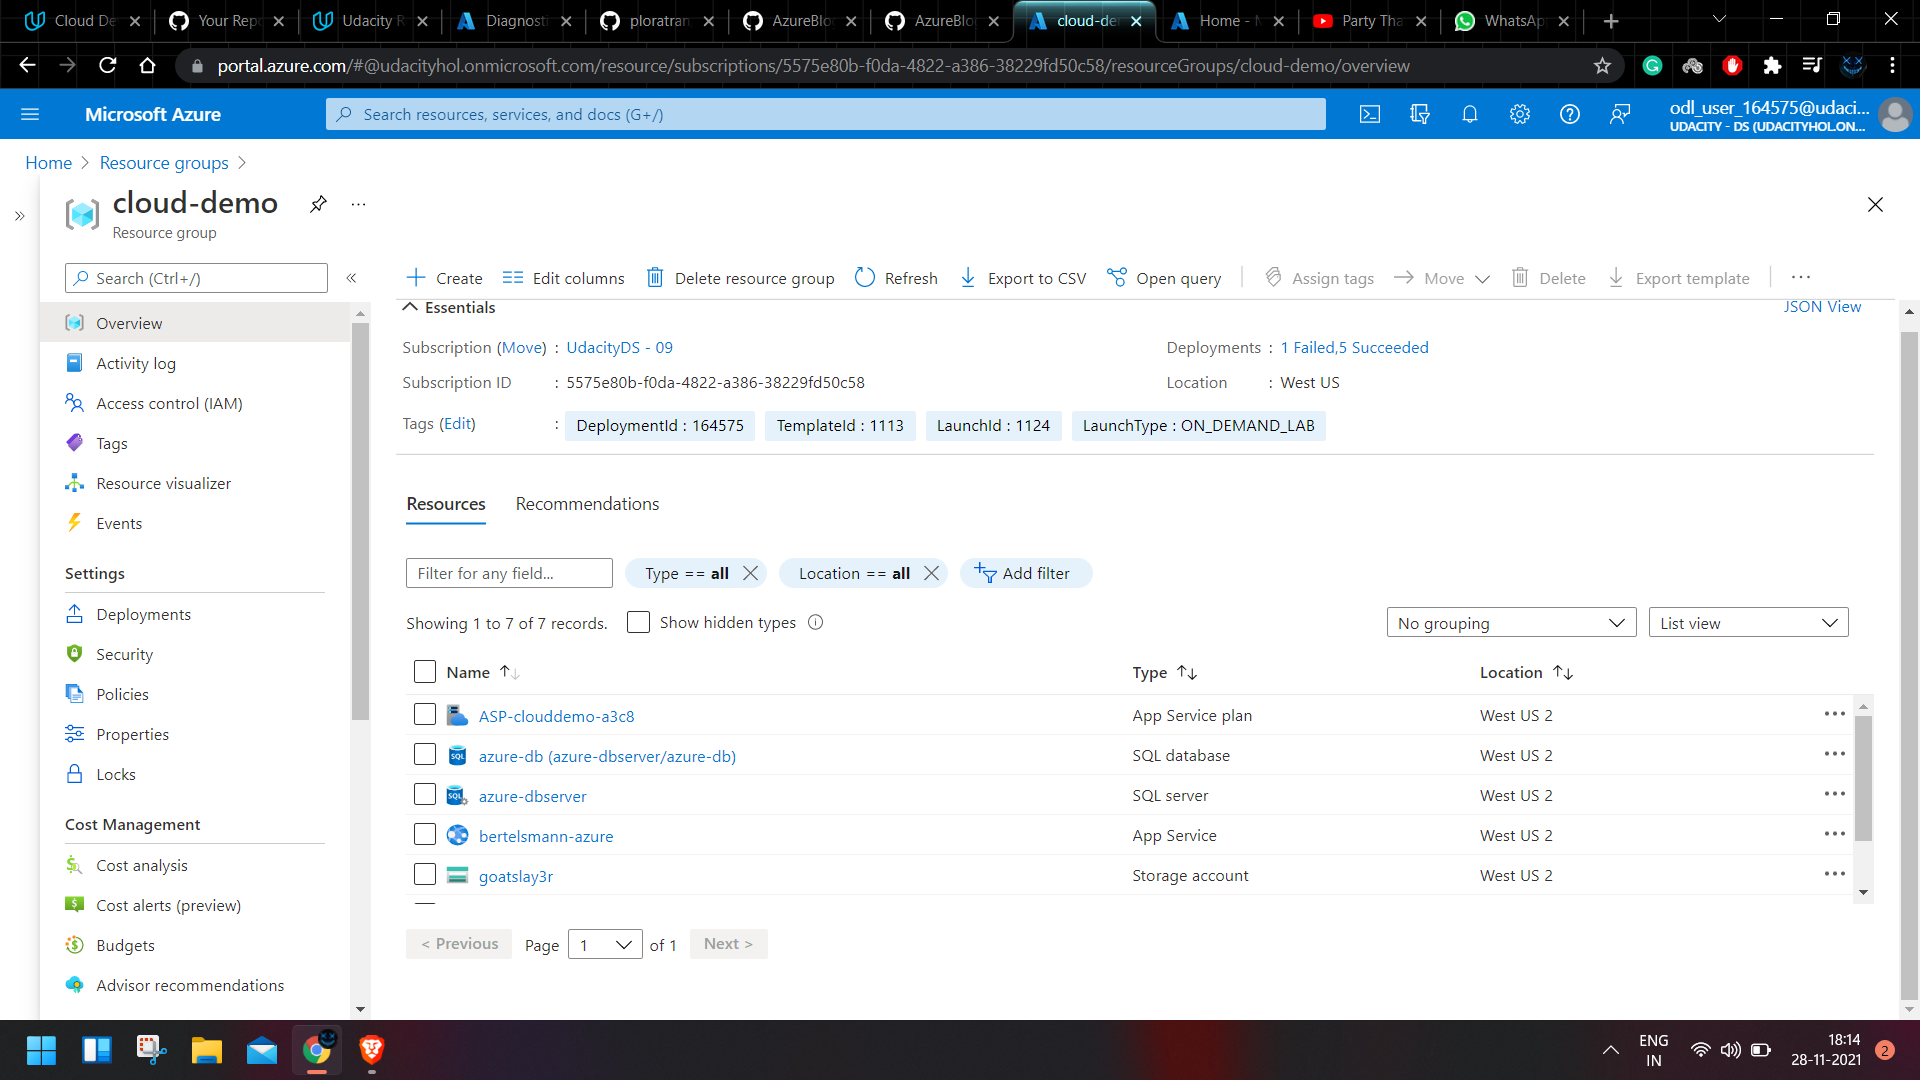 Cloud De
Your Repo
Udacity R
Diagnosti
ploratran
AzureBlo
AzureBlo
cloud-de
Home - M
Party Tha
WhatsAp
portal.azure.com/#@udacityhol.onmicrosoft.com/resource/subscriptions/5575e80b-f0da-4822-a386-38229fd50c58/resourceGroups/cloud-demo/overview
Microsoft Azure
Search resources, services, and docs (G+/)
odl_user_164575@udaci...
UDACITY - DS (UDACITYHOL.ON...
Home > Resource groups >
cloud-demo
Resource group
Search (Ctrl+/)
Overview
Activity log
Access control (IAM)
Tags
Resource visualizer
Events
Settings
Deployments
Security
Policies
Properties
Locks
Cost Management
Cost analysis
Cost alerts (preview)
Budgets
Advisor recommendations
Create
Edit columns
Delete resource group
Refresh
Export to CSV
Open query
Assign tags
Move
Delete
Export template
Essentials
JSON View
Subscription (Move) : UdacityDS - 09
Deployments : 1 Failed,5 Succeeded
Subscription ID : 5575e80b-f0da-4822-a386-38229fd50c58
Location : West US
Tags (Edit) : DeploymentId : 164575 TemplateId : 1113 LaunchId : 1124 LaunchType : ON_DEMAND_LAB
Resources Recommendations
Filter for any field...
Type == all
Location == all
Add filter
Showing 1 to 7 of 7 records.
Show hidden types
No grouping
List view
Name Type Location
ASP-clouddemo-a3c8 App Service plan West US 2
azure-db (azure-dbserver/azure-db) SQL database West US 2
azure-dbserver SQL server West US 2
bertelsmann-azure App Service West US 2
goatslay3r Storage account West US 2
< Previous Page 1 of 1 Next >
ENG
IN
18:14
28-11-2021
2